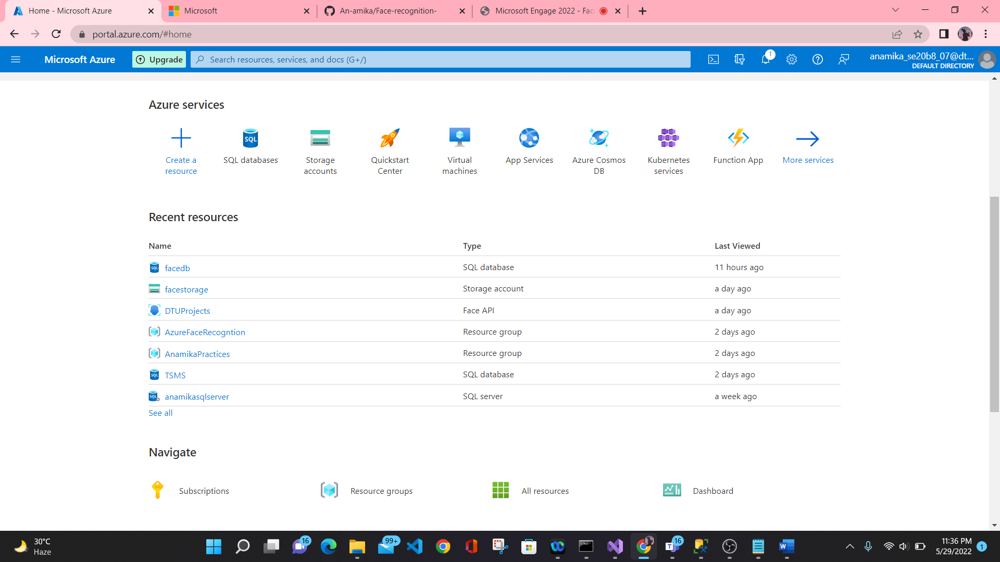 Home - Microsoft Azure
Microsoft
An-amika/Face-recognition-
Microsoft Engage 2022 - Fac
portal.azure.com/#home
Microsoft Azure
Upgrade
Search resources, services, and docs (G+/)
1
anamika_se20b8_07@dt...
DEFAULT DIRECTORY
Azure services
Create a resource
SQL
SQL databases
Storage accounts
Quickstart Center
Virtual machines
App Services
Azure Cosmos DB
Kubernetes services
Function App
More services
Recent resources
Name Type Last Viewed
SQL facedb SQL database 11 hours ago
facestorage Storage account a day ago
DTUProjects Face API a day ago
AzureFaceRecogntion Resource group 2 days ago
AnamikaPractices Resource group 2 days ago
SQL TSMS SQL database 2 days ago
SQL anamikasqlserver SQL server a week ago
See all
Navigate
Subscriptions Resource groups All resources Dashboard
30°C
Haze
16
99+
16
11:36 PM
5/29/2022
1